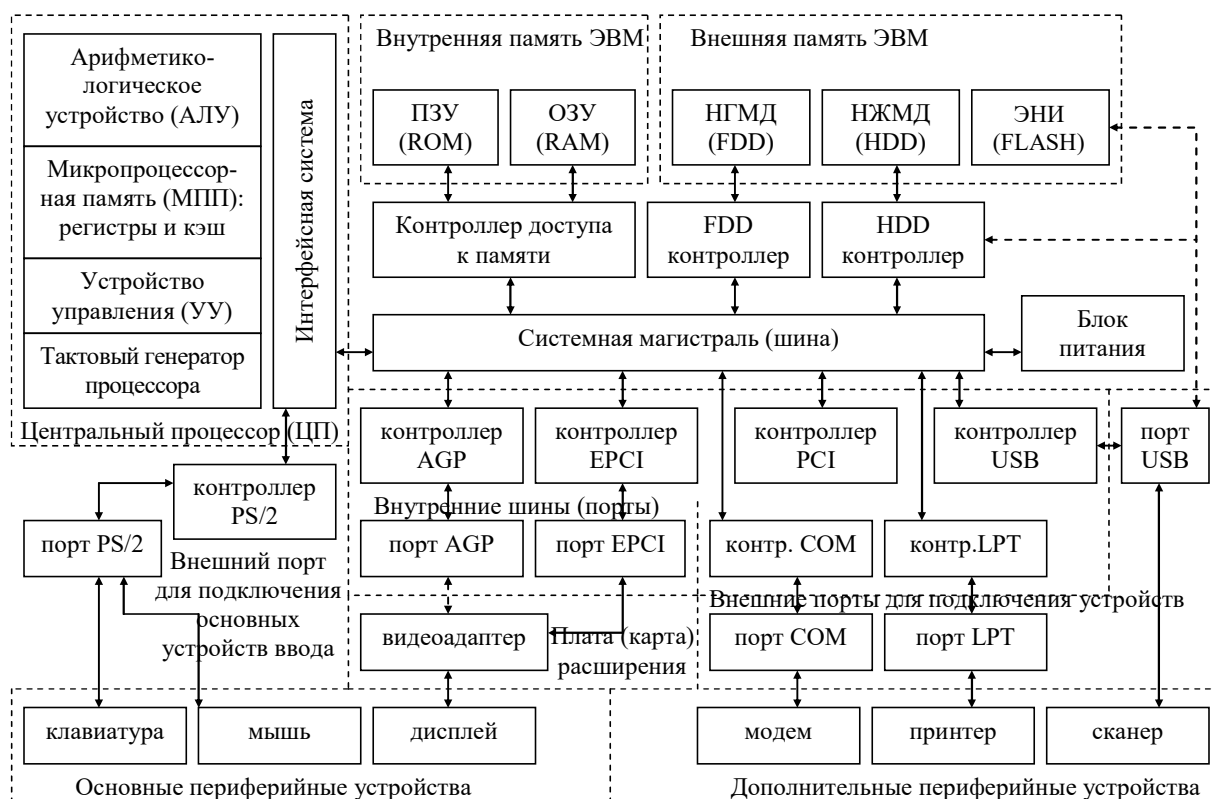 Арифметико-
логическое
устройство (АЛУ)
Микропроцессор-
ная память (МПП):
регистры и кэш
Устройство
управления (УУ)
Тактовый генератор
процессора
Интерфейсная система
Центральный процессор (ЦП)
Внутренняя память ЭВМ
ПЗУ
(ROM)
ОЗУ
(RAM)
Внешняя память ЭВМ
НГМД
(FDD)
НЖМД
(HDD)
ЭНИ
(FLASH)
Контроллер доступа
к памяти
FDD
контроллер
HDD
контроллер
Системная магистраль (шина)
Блок
питания
контроллер
AGP
контроллер
EPCI
контроллер
PCI
контроллер
USB
порт
USB
контроллер
PS/2
порт PS/2
Внешний порт
для подключения
основных
устройств ввода
Внутренние шины (порты)
порт AGP
порт EPCI
контр. COM
контр.LPT
Внешние порты для подключения устройств
видеоадаптер
Плата (карта)
расширения
порт COM
порт LPT
клавиатура
мышь
дисплей
модем
принтер
сканер
Основные периферийные устройства
Дополнительные периферийные устройства